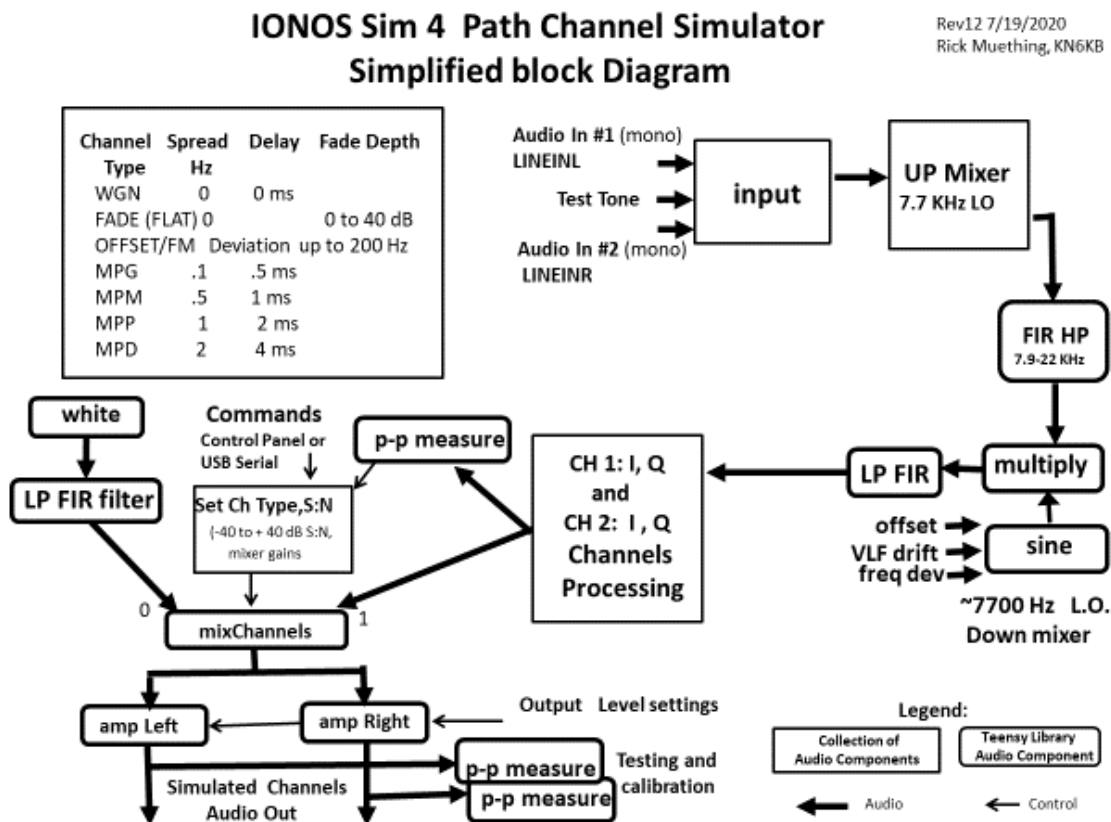 IONOS Sim 4 Path Channel Simulator
Simplified block Diagram
Rev12 7/19/2020
Rick Muething, KN6KB
Channel Spread Delay Fade Depth
Type Hz
WGN 0 0 ms
FADE (FLAT) 0 0 to 40 dB
OFFSET/FM Deviation up to 200 Hz
MPG .1 .5 ms
MPM .5 1 ms
MPP 1 2 ms
MPD 2 4 ms
Audio In #1 (mono)
LINEINL
Test Tone
Audio In #2 (mono)
LINEINR
input
UP Mixer
7.7 KHz LO
FIR HP
7.9-22 KHz
multiply
LP FIR
offset
VLF drift
freq dev
sine
~7700 Hz L.O.
Down mixer
CH 1: I, Q
and
CH 2: I , Q
Channels
Processing
p-p measure
Commands
Control Panel or
USB Serial
white
LP FIR filter
Set Ch Type,S:N
(-40 to + 40 dB S:N,
mixer gains
0
1
mixChannels
amp Left
amp Right
Output Level settings
p-p measure
p-p measure
Testing and
calibration
Simulated Channels
Audio Out
Legend:
Collection of
Audio Components
Teensy Library
Audio Component
Audio
Control